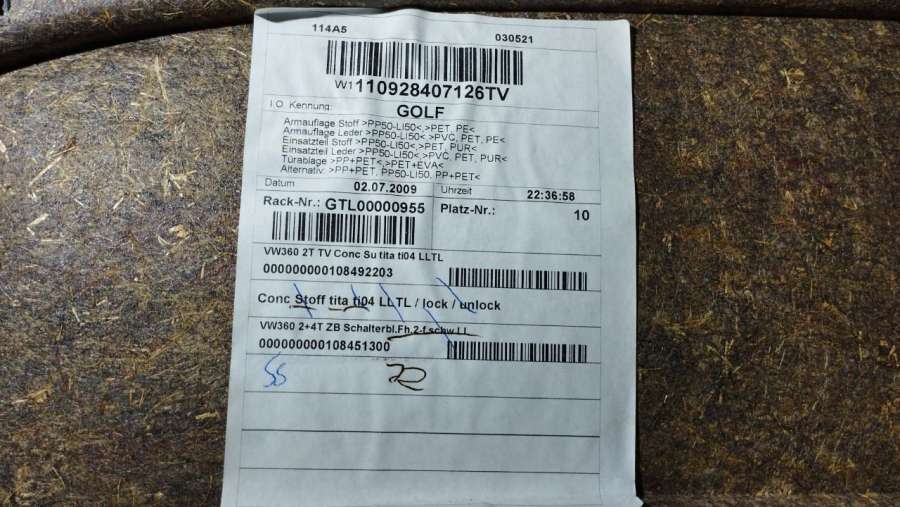 114A5 030521
W1110928407126TV
I.O. Kennung:
GOLF
Armauflage Stoff >PP50-LI50<,>PET, PE<
Armauflage Leder >PP50-LI50<,>PVC, PET, PE<
Einsatzteil Stoff >PP50-LI50<,>PET, PUR<
Einsatzteil Leder >PP50-LI50<,>PVC, PET, PUR<
Türablage >PP+PET<,>PET+EVA<
Alternativ: >PP+PET, PP50-LI50, PP+PET<
Datum 02.07.2009 Uhrzeit 22:36:58
Rack-Nr.: GTL00000955 Platz-Nr.: 10
VW360 2T TV Conc Su tita ti04 LLTL
000000000108492203
Conc Stoff tita ti04 LLTL / lock / unlock
VW360 2+4T ZB Schalterbl.Fh.2-f.schw.LL
000000000108451300